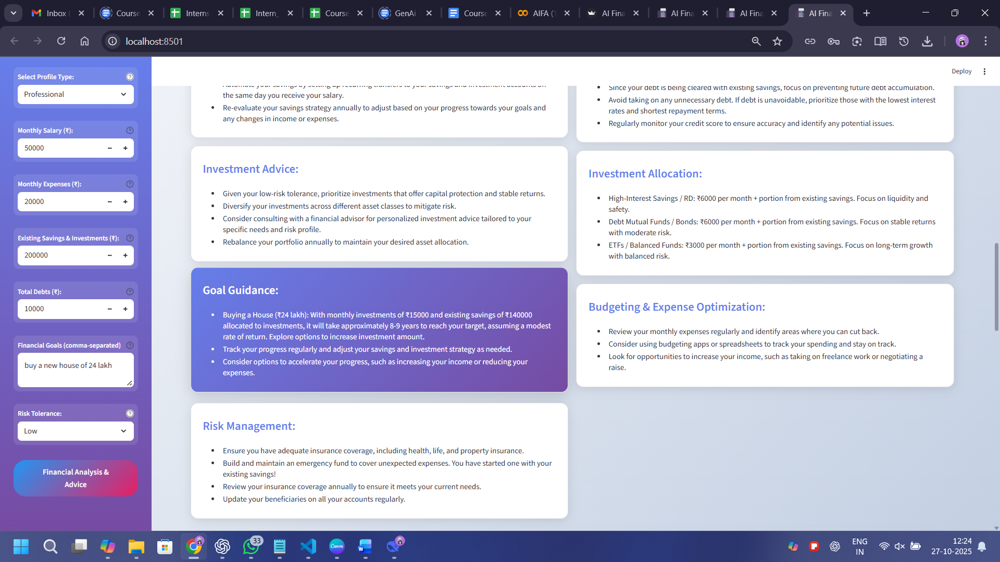 Inbox (
Course
Interns
Intern_
Course
GenAi
Course
AIFA (1
AI Fina
AI Fina
AI Fina
AI Fina
localhost:8501
Deploy
Select Profile Type:
Professional
Monthly Salary (₹):
50000
Monthly Expenses (₹):
20000
Existing Savings & Investments (₹):
200000
Total Debts (₹):
10000
Financial Goals (comma-separated)
buy a new house of 24 lakh
Risk Tolerance:
Low
Financial Analysis &
Advice
Automate your savings by setting up recurring transfers to your savings and investment accounts on
the same day you receive your salary.
Re-evaluate your savings strategy annually to adjust based on your progress towards your goals and
any changes in income or expenses.
Investment Advice:
Given your low-risk tolerance, prioritize investments that offer capital protection and stable returns.
Diversify your investments across different asset classes to mitigate risk.
Consider consulting with a financial advisor for personalized investment advice tailored to your
specific needs and risk profile.
Rebalance your portfolio annually to maintain your desired asset allocation.
Goal Guidance:
Buying a House (₹24 lakh): With monthly investments of ₹15000 and existing savings of ₹140000
allocated to investments, it will take approximately 8-9 years to reach your target, assuming a modest
rate of return. Explore options to increase investment amount.
Track your progress regularly and adjust your savings and investment strategy as needed.
Consider options to accelerate your progress, such as increasing your income or reducing your
expenses.
Risk Management:
Ensure you have adequate insurance coverage, including health, life, and property insurance.
Build and maintain an emergency fund to cover unexpected expenses. You have started one with your
existing savings!
Review your insurance coverage annually to ensure it meets your current needs.
Update your beneficiaries on all your accounts regularly.
Since your debt is being cleared with existing savings, focus on preventing future debt accumulation.
Avoid taking on any unnecessary debt. If debt is unavoidable, prioritize those with the lowest interest
rates and shortest repayment terms.
Regularly monitor your credit score to ensure accuracy and identify any potential issues.
Investment Allocation:
High-Interest Savings / RD: ₹6000 per month + portion from existing savings. Focus on liquidity and
safety.
Debt Mutual Funds / Bonds: ₹6000 per month + portion from existing savings. Focus on stable returns
with moderate risk.
ETFs / Balanced Funds: ₹3000 per month + portion from existing savings. Focus on long-term growth
with balanced risk.
Budgeting & Expense Optimization:
Review your monthly expenses regularly and identify areas where you can cut back.
Consider using budgeting apps or spreadsheets to track your spending and stay on track.
Look for opportunities to increase your income, such as taking on freelance work or negotiating a
raise.
33
Canva
W
ENG
IN
12:24
27-10-2025